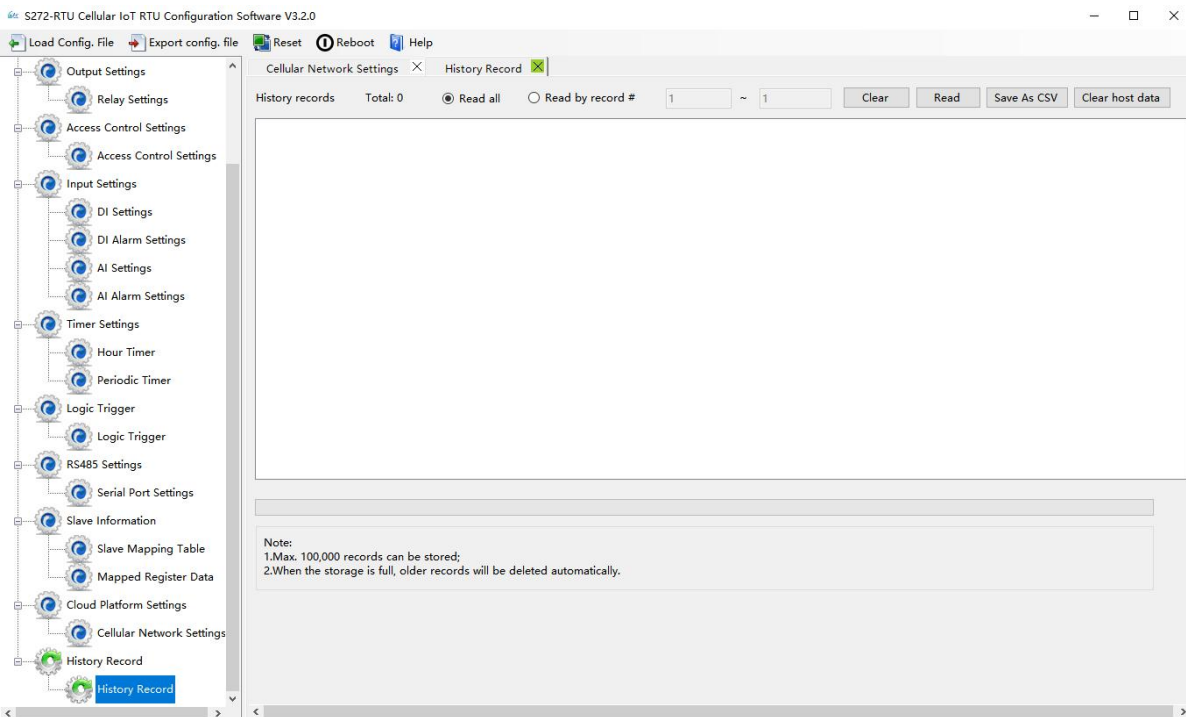 S272-RTU Cellular IoT RTU Configuration Software V3.2.0
Load Config. File Export config. file Reset Reboot Help
Output Settings
Relay Settings
Access Control Settings
Access Control Settings
Input Settings
DI Settings
DI Alarm Settings
AI Settings
AI Alarm Settings
Timer Settings
Hour Timer
Periodic Timer
Logic Trigger
Logic Trigger
RS485 Settings
Serial Port Settings
Slave Information
Slave Mapping Table
Mapped Register Data
Cloud Platform Settings
Cellular Network Settings
History Record
History Record
Cellular Network Settings History Record
History records Total: 0 Read all Read by record # 1 ~ 1 Clear Read Save As CSV Clear host data
Note:
1.Max. 100,000 records can be stored;
2.When the storage is full, older records will be deleted automatically.